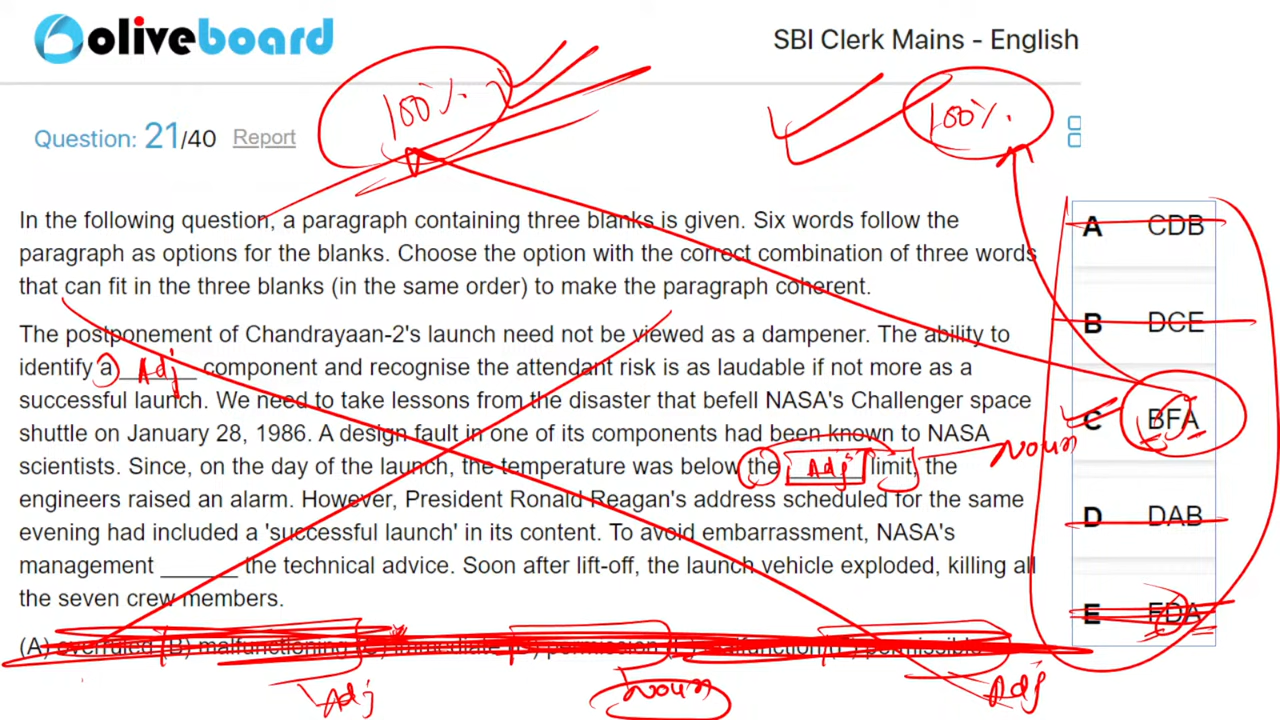 oliveboard
SBI Clerk Mains - English
100%
100%
Question: 21/40 Report
In the following question, a paragraph containing three blanks is given. Six words follow the
paragraph as options for the blanks. Choose the option with the correct combination of three words
that can fit in the three blanks (in the same order) to make the paragraph coherent.
The postponement of Chandrayaan-2's launch need not be viewed as a dampener. The ability to
identify a Adj component and recognise the attendant risk is as laudable if not more as a
successful launch. We need to take lessons from the disaster that befell NASA's Challenger space
shuttle on January 28, 1986. A design fault in one of its components had been known to NASA
scientists. Since, on the day of the launch, the temperature was below the Adj limit, the
Noun
engineers raised an alarm. However, President Ronald Reagan's address scheduled for the same
evening had included a 'successful launch' in its content. To avoid embarrassment, NASA's
management ______ the technical advice. Soon after lift-off, the launch vehicle exploded, killing all
the seven crew members.
(A) overruled (B) malfunctioning (C) immediate (D) permission (E) malfunction (F) permissible
Adj
Noun
Adj
A CDB
B DCE
C BFA
D DAB
E FDA